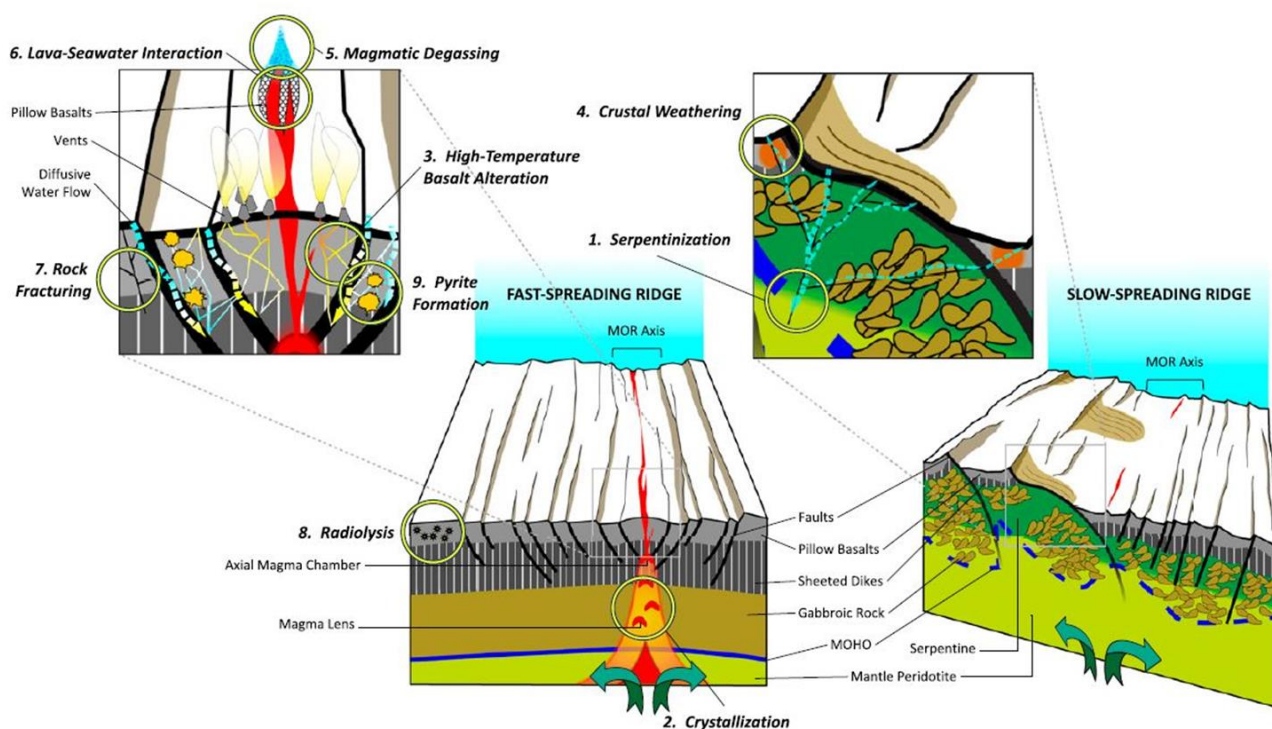 6. Lava-Seawater Interaction
5. Magmatic Degassing
Pillow Basalts
Vents
Diffusive
Water Flow
3. High-Temperature
Basalt Alteration
7. Rock
Fracturing
9. Pyrite
Formation
4. Crustal Weathering
1. Serpentinization
FAST-SPREADING RIDGE
MOR Axis
SLOW-SPREADING RIDGE
MOR Axis
8. Radiolysis
Axial Magma Chamber
Magma Lens
Faults
Pillow Basalts
Sheeted Dikes
Gabbroic Rock
MOHO
Serpentine
Mantle Peridotite
2. Crystallization